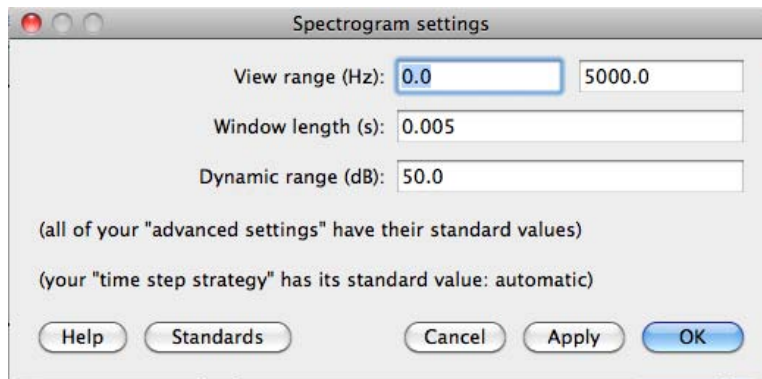 Spectrogram settings
View range (Hz): 0.0 5000.0
Window length (s): 0.005
Dynamic range (dB): 50.0
(all of your "advanced settings" have their standard values)
(your "time step strategy" has its standard value: automatic)
Help Standards Cancel Apply OK